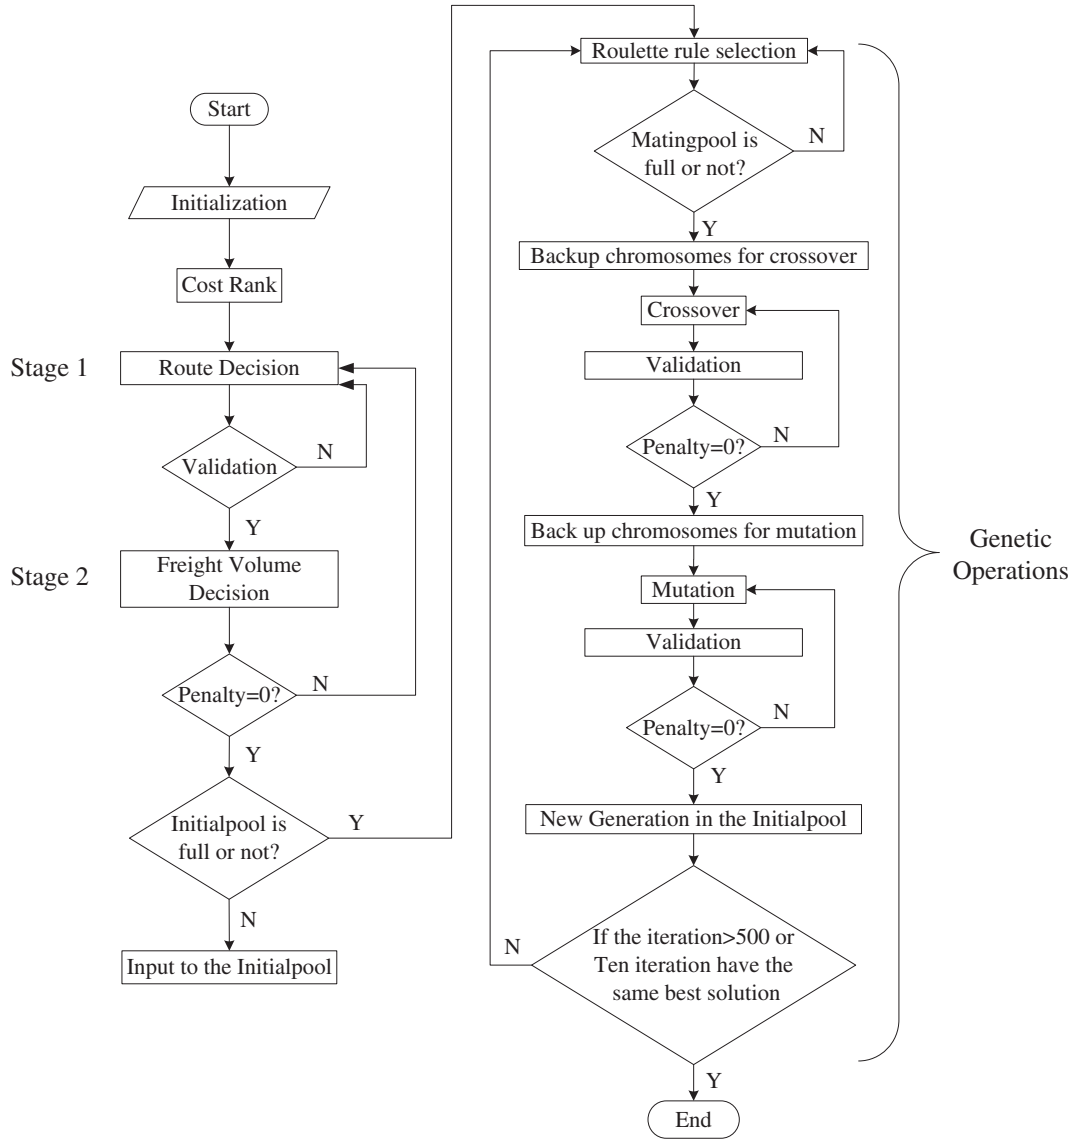 Start
Initialization
Cost Rank
Stage 1
Route Decision
Validation
N
Y
Stage 2
Freight Volume
Decision
Penalty=0?
N
Y
Initialpool is
full or not?
Y
N
Input to the Initialpool
Roulette rule selection
Matingpool is
full or not?
N
Y
Backup chromosomes for crossover
Crossover
Validation
Penalty=0?
N
Y
Back up chromosomes for mutation
Mutation
Validation
Penalty=0?
N
Y
New Generation in the Initialpool
If the iteration>500 or
Ten iteration have the
same best solution
N
Y
End
Genetic
Operations